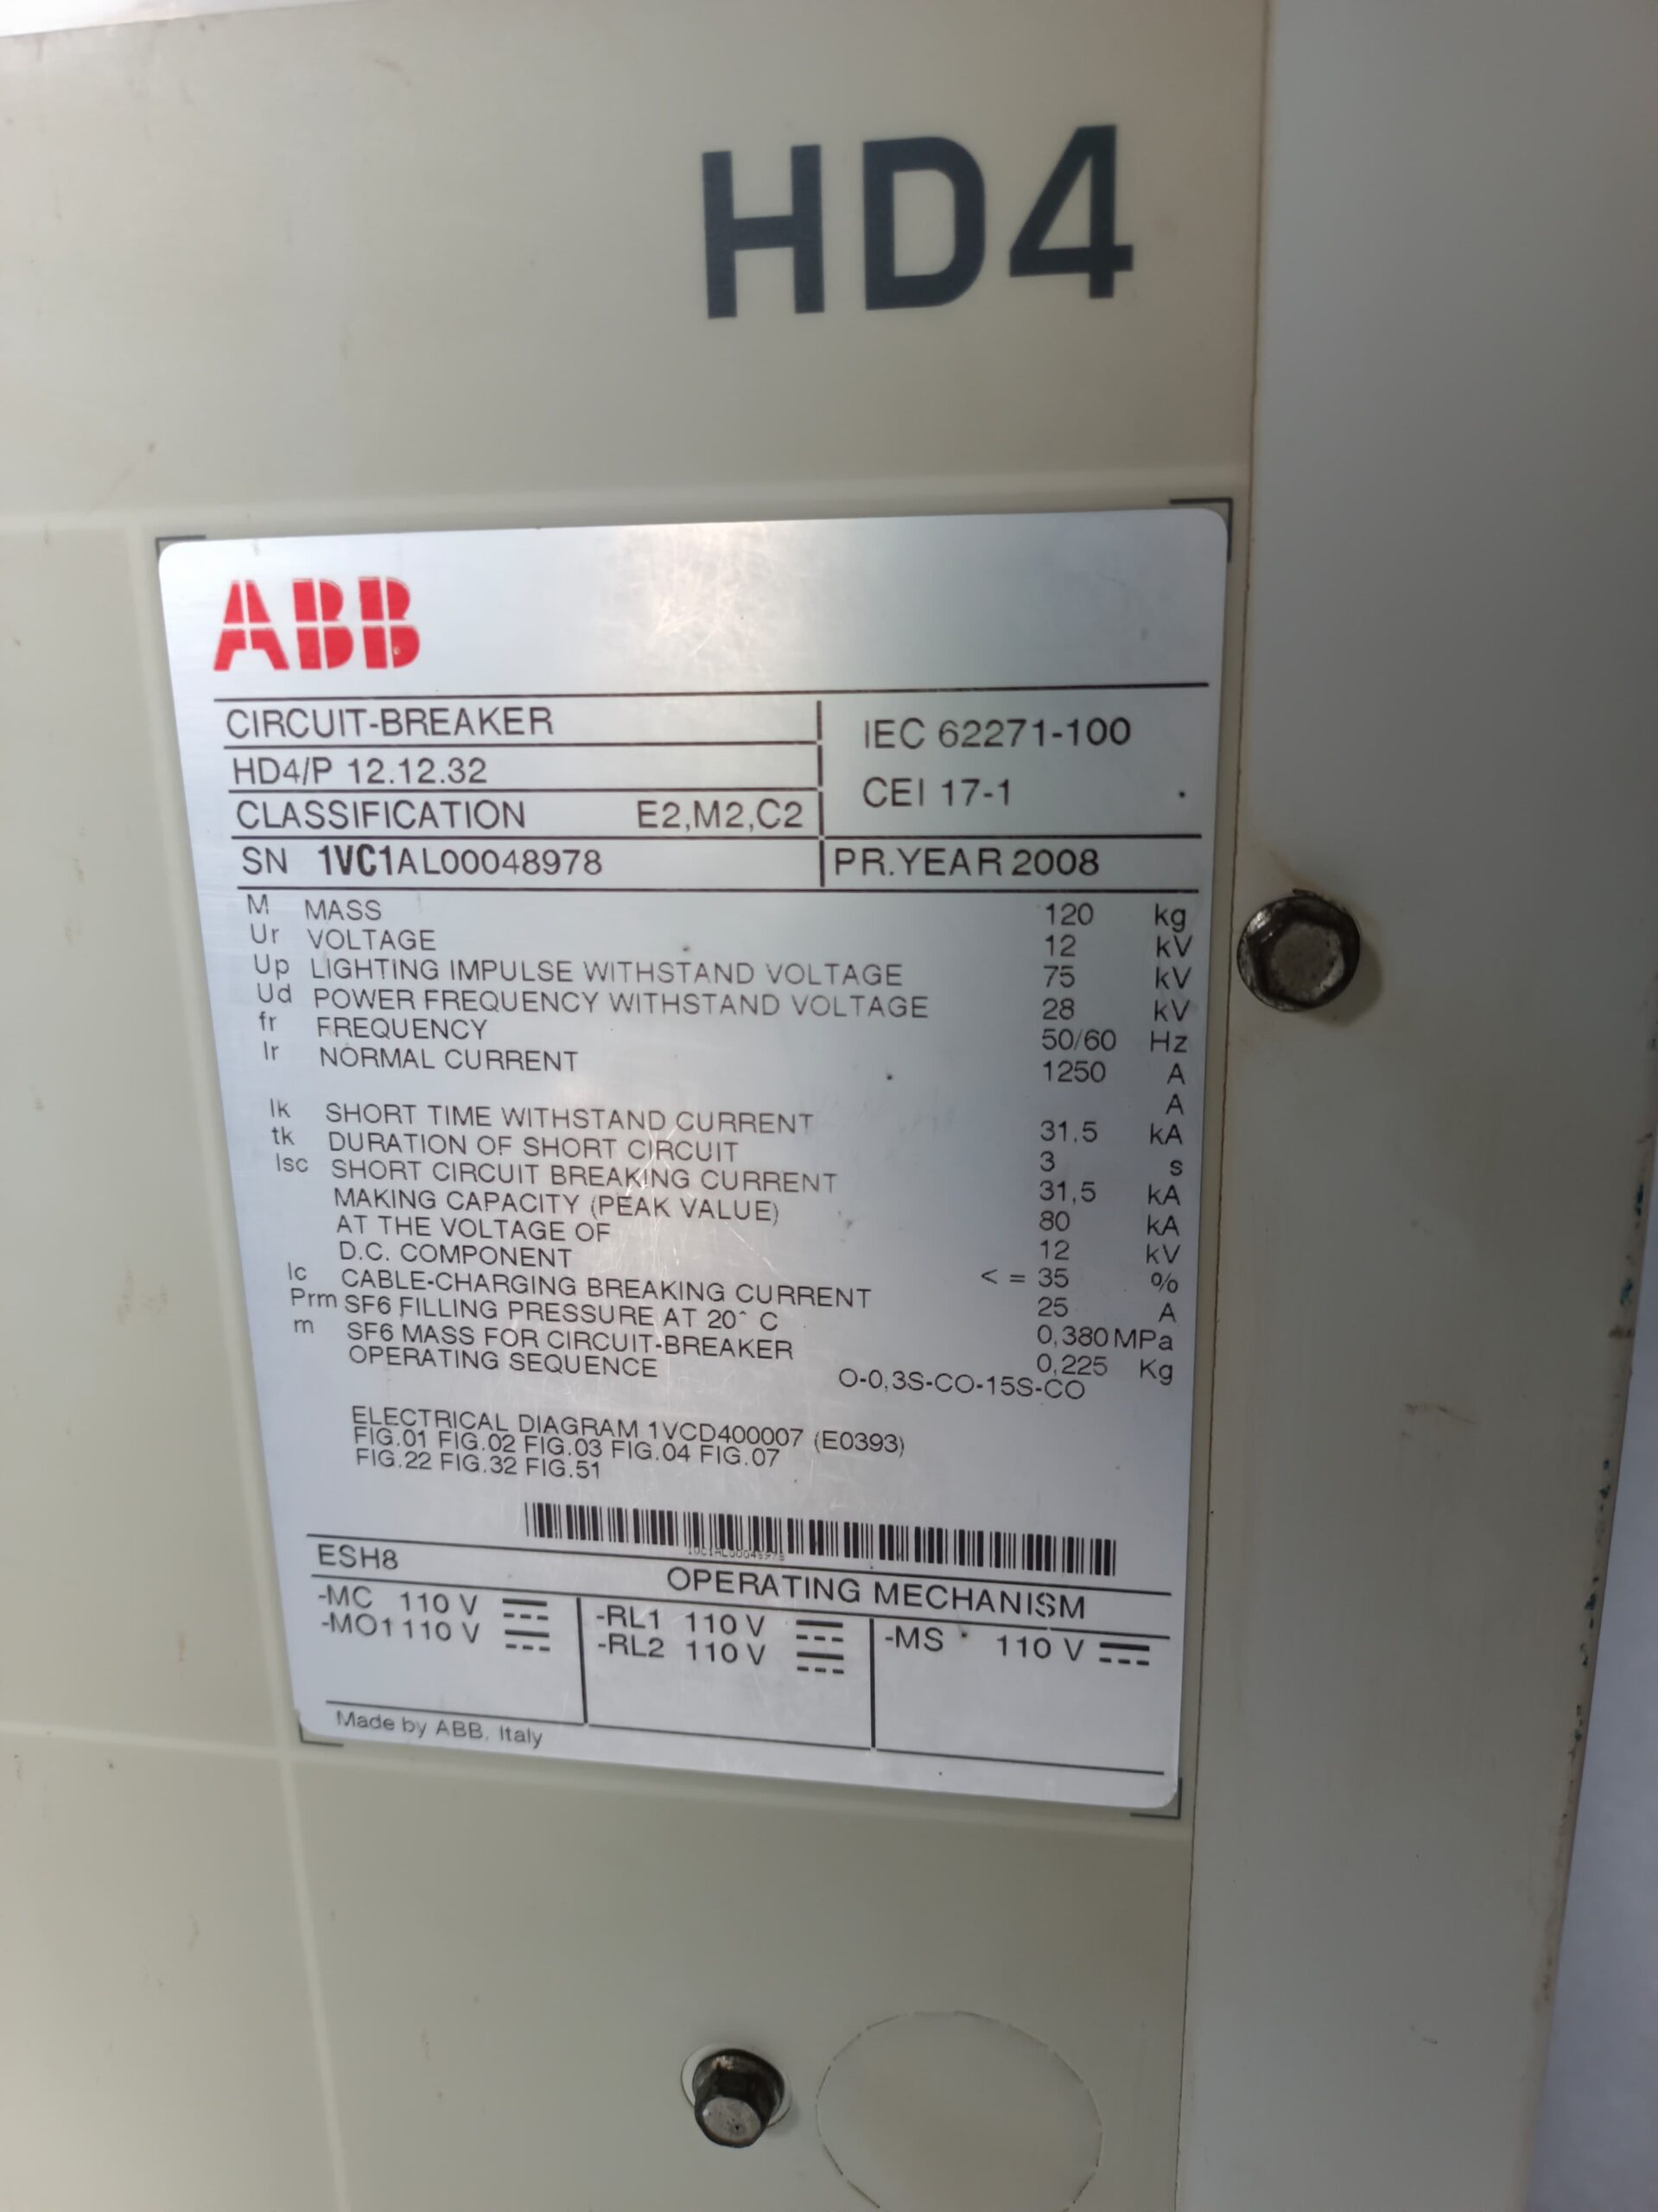 HD4
ABB
CIRCUIT-BREAKER
IEC 62271-100
HD4/P 12.12.32
CEI 17-1
CLASSIFICATION E2,M2,C2
SN 1VC1AL00048978 PR.YEAR 2008
M MASS 120 kg
Ur VOLTAGE 12 kV
Up LIGHTING IMPULSE WITHSTAND VOLTAGE 75 kV
Ud POWER FREQUENCY WITHSTAND VOLTAGE 28 kV
fr FREQUENCY 50/60 Hz
Ir NORMAL CURRENT 1250 A
A
Ik SHORT TIME WITHSTAND CURRENT 31.5 kA
tk DURATION OF SHORT CIRCUIT 3 s
Isc SHORT CIRCUIT BREAKING CURRENT 31,5 kA
MAKING CAPACITY (PEAK VALUE) 80 kA
AT THE VOLTAGE OF 12 kV
D.C. COMPONENT <= 35 %
Ic CABLE-CHARGING BREAKING CURRENT 25 A
Prm SF6 FILLING PRESSURE AT 20^ C 0,380 MPa
m SF6 MASS FOR CIRCUIT-BREAKER 0,225 Kg
OPERATING SEQUENCE O-0,3S-CO-15S-CO
ELECTRICAL DIAGRAM 1VCD400007 (E0393)
FIG.01 FIG.02 FIG.03 FIG.04 FIG.07
FIG.22 FIG.32 FIG.51
1VC1AL00048978
ESH8 OPERATING MECHANISM
-MC 110 V
-RL1 110 V
-MS 110 V
-MO1 110 V
-RL2 110 V
Made by ABB, Italy